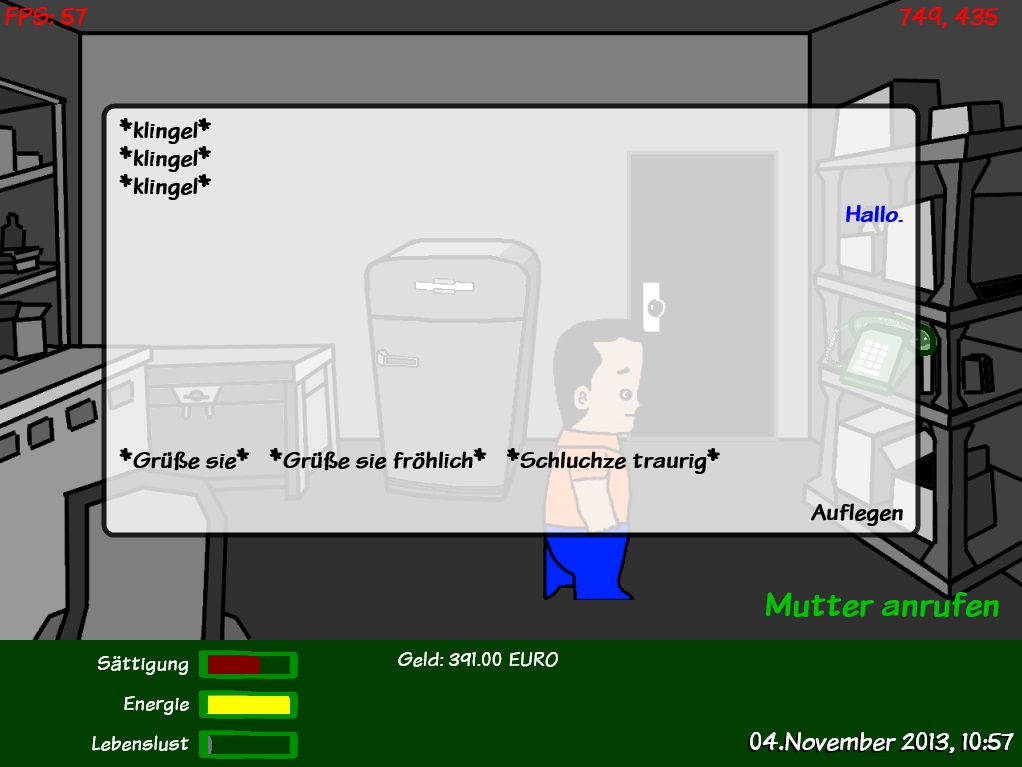 FPS: 57
749, 435
*klingel*
*klingel*
*klingel*
Hallo.
*Grüße sie* *Grüße sie fröhlich* *Schluchze traurig*
Auflegen
Mutter anrufen
Sättigung
Geld: 391.00 EURO
Energie
Lebenslust
04.November 2013, 10:57